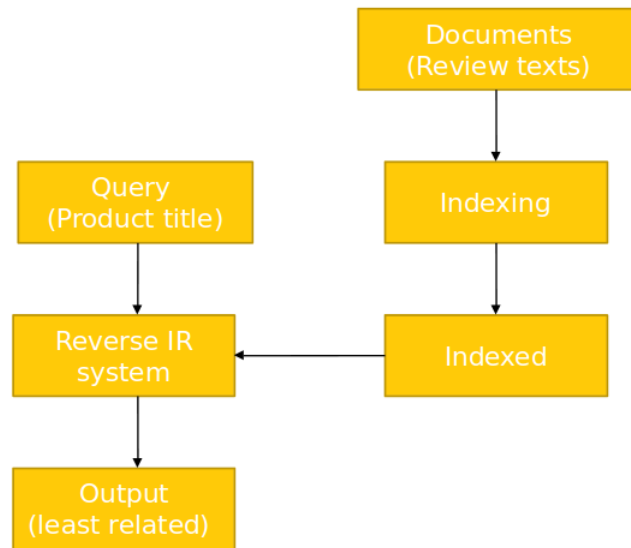 Documents
(Review texts)
Query
(Product title)
Indexing
Reverse IR
system
Indexed
Output
(least related)